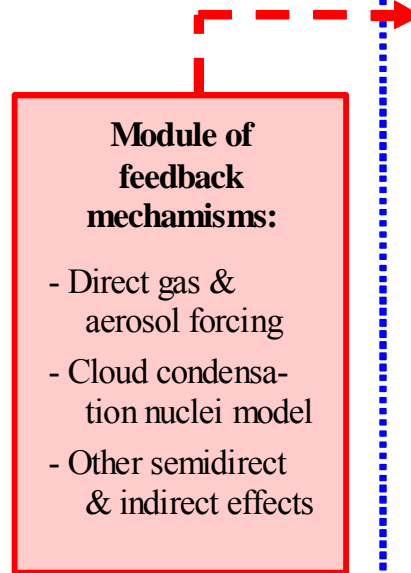 Module of
feedback
mechamisms:
- Direct gas &
aerosol forcing
- Cloud condensa-
tion nuclei model
- Other semidirect
& indirect effects